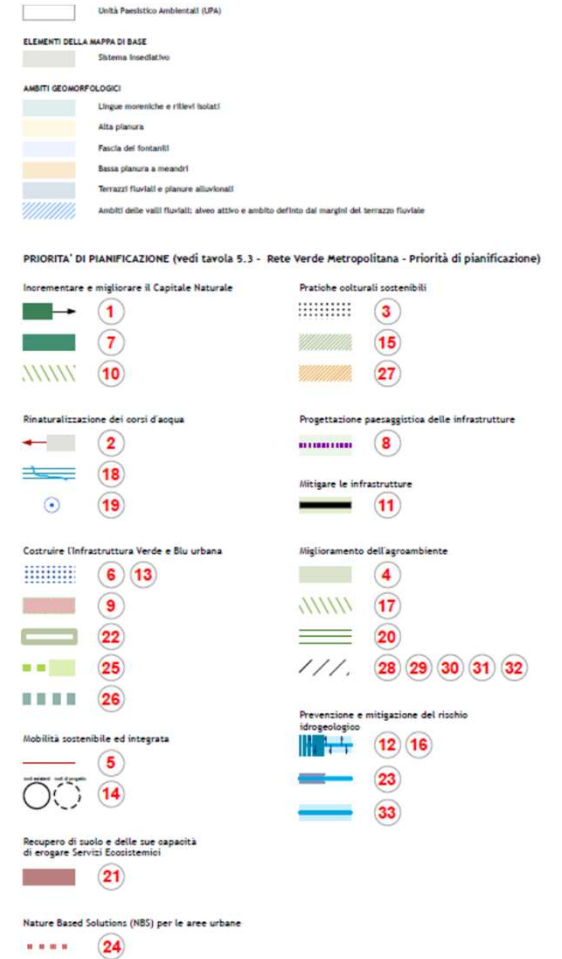 Unità Paesistico Ambientali (UPA)
ELEMENTI DELLA MAPPA DI BASE
Sistema insediativo
AMBITI GEOMORFOLOGICI
Lingue moreniche e rilievi isolati
Alta pianura
Fascia dei fontanili
Bassa pianura a meandri
Terrazzi fluviali e pianure alluvionali
Ambiti delle valli fluviali: alveo attivo e ambito definto dai margini del terrazzo fluviale
PRIORITA' DI PIANIFICAZIONE (vedi tavola 5.3 - Rete Verde Metropolitana - Priorità di pianificazione)
Incrementare e migliorare il Capitale Naturale
1
7
10
Rinaturalizzazione dei corsi d'acqua
2
18
19
Costruire l'Infrastruttura Verde e Blu urbana
6 13
9
22
25
26
Mobilità sostenibile ed integrata
5
nodi esistenti nodi di progetto
14
Recupero di suolo e delle sue capacità
di erogare Servizi Ecosistemici
21
Nature Based Solutions (NBS) per le aree urbane
24
Pratiche colturali sostenibili
3
15
27
Progettazione paesaggistica delle infrastrutture
8
Mitigare le infrastrutture
11
Miglioramento dell'agroambiente
4
17
20
28 29 30 31 32
Prevenzione e mitigazione del rischio
idrogeologico
12 16
23
33